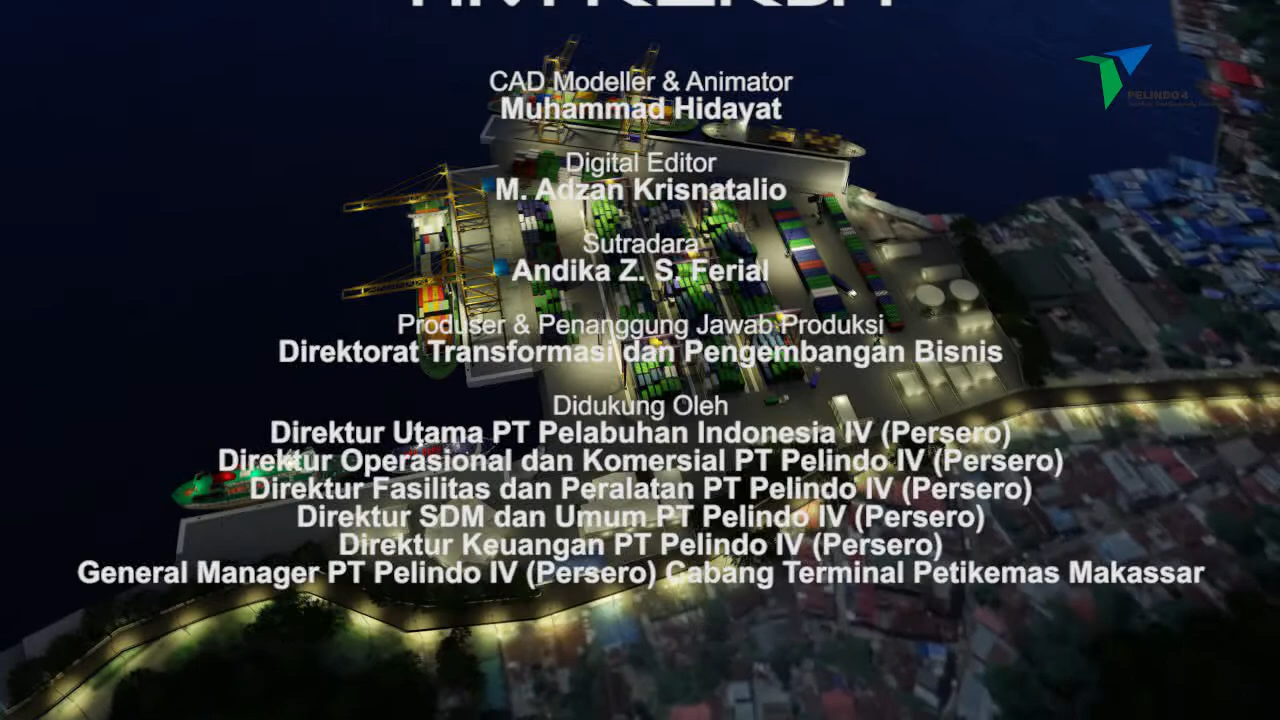 TIM KERJA
CAD Modeller & Animator
Muhammad Hidayat
Digital Editor
M. Adzan Krisnatalio
Sutradara
Andika Z. S. Ferial
Produser & Penanggung Jawab Produksi
Direktorat Transformasi dan Pengembangan Bisnis
Didukung Oleh
Direktur Utama PT Pelabuhan Indonesia IV (Persero)
Direktur Operasional dan Komersial PT Pelindo IV (Persero)
Direktur Fasilitas dan Peralatan PT Pelindo IV (Persero)
Direktur SDM dan Umum PT Pelindo IV (Persero)
Direktur Keuangan PT Pelindo IV (Persero)
General Manager PT Pelindo IV (Persero) Cabang Terminal Petikemas Makassar
PELINDO 4